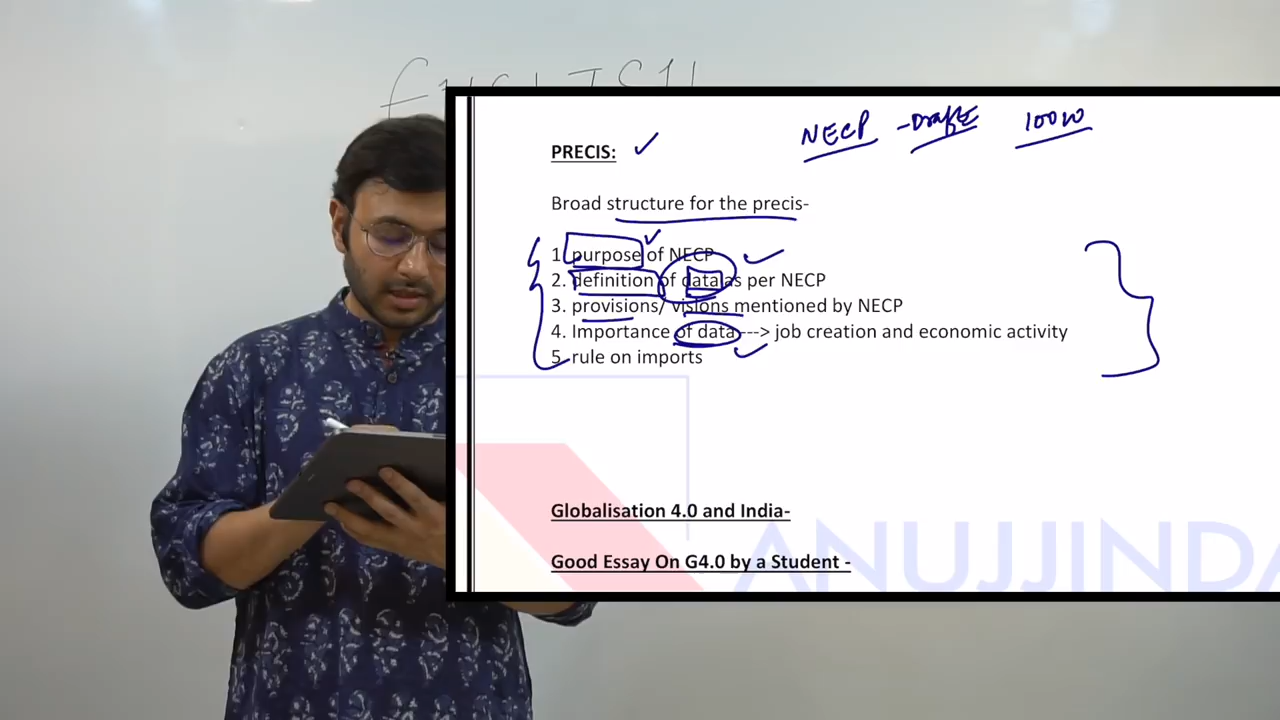 ENGLISH
NECP - Draft 100W
PRECIS:
Broad structure for the precis-
1. purpose of NECP
2. definition of data as per NECP
3. provisions/ visions mentioned by NECP
4. Importance of data ---> job creation and economic activity
5. rule on imports
Globalisation 4.0 and India-
Good Essay On G4.0 by a Student -
ANUJJINDA